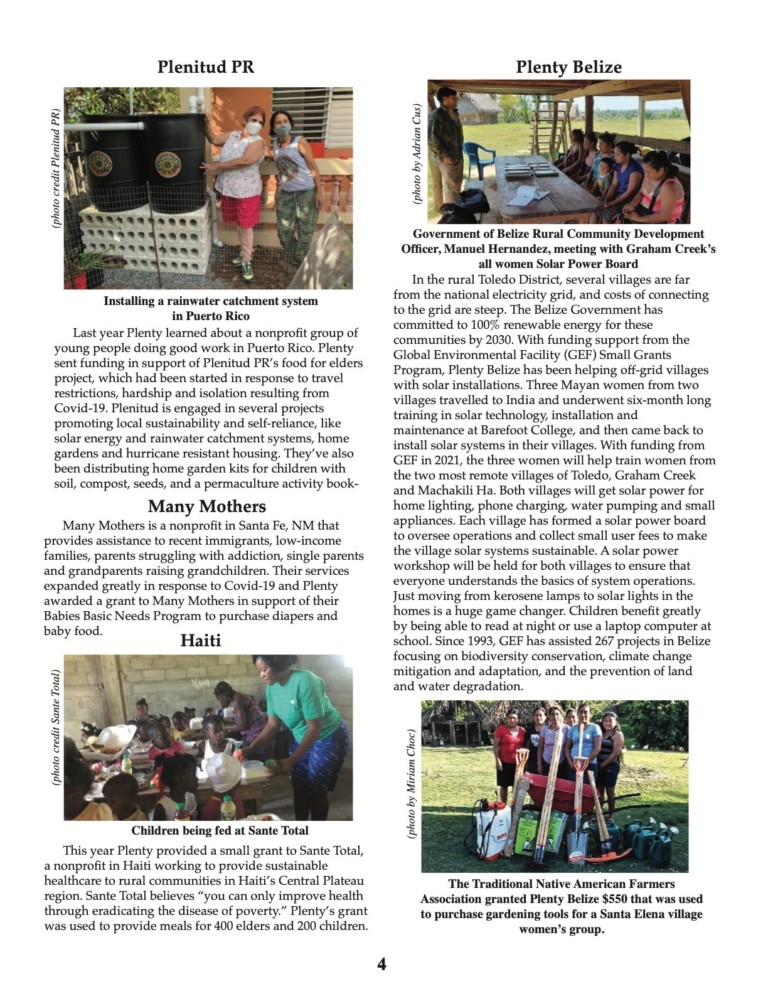 Plenitud PR
(photo credit Plenitud PR)
Installing a rainwater catchment system
in Puerto Rico
Last year Plenty learned about a nonprofit group of
young people doing good work in Puerto Rico. Plenty
sent funding in support of Plenitud PR's food for elders
project, which had been started in response to travel
restrictions, hardship and isolation resulting from
Covid-19. Plenitud is engaged in several projects
promoting local sustainability and self-reliance, like
solar energy and rainwater catchment systems, home
gardens and hurricane resistant housing. They've also
been distributing home garden kits for children with
soil, compost, seeds, and a permaculture activity book-
Many Mothers
Many Mothers is a nonprofit in Santa Fe, NM that
provides assistance to recent immigrants, low-income
families, parents struggling with addiction, single parents
and grandparents raising grandchildren. Their services
expanded greatly in response to Covid-19 and Plenty
awarded a grant to Many Mothers in support of their
Babies Basic Needs Program to purchase diapers and
baby food.
Haiti
(photo credit Sante Total)
Children being fed at Sante Total
This year Plenty provided a small grant to Sante Total,
a nonprofit in Haiti working to provide sustainable
healthcare to rural communities in Haiti's Central Plateau
region. Sante Total believes "you can only improve health
through eradicating the disease of poverty." Plenty's grant
was used to provide meals for 400 elders and 200 children.
Plenty Belize
(photo by Adrian Cus)
Government of Belize Rural Community Development
Officer, Manuel Hernandez, meeting with Graham Creek's
all women Solar Power Board
In the rural Toledo District, several villages are far
from the national electricity grid, and costs of connecting
to the grid are steep. The Belize Government has
committed to 100% renewable energy for these
communities by 2030. With funding support from the
Global Environmental Facility (GEF) Small Grants
Program, Plenty Belize has been helping off-grid villages
with solar installations. Three Mayan women from two
villages travelled to India and underwent six-month long
training in solar technology, installation and
maintenance at Barefoot College, and then came back to
install solar systems in their villages. With funding from
GEF in 2021, the three women will help train women from
the two most remote villages of Toledo, Graham Creek
and Machakili Ha. Both villages will get solar power for
home lighting, phone charging, water pumping and small
appliances. Each village has formed a solar power board
to oversee operations and collect small user fees to make
the village solar systems sustainable. A solar power
workshop will be held for both villages to ensure that
everyone understands the basics of system operations.
Just moving from kerosene lamps to solar lights in the
homes is a huge game changer. Children benefit greatly
by being able to read at night or use a laptop computer at
school. Since 1993, GEF has assisted 267 projects in Belize
focusing on biodiversity conservation, climate change
mitigation and adaptation, and the prevention of land
and water degradation.
(photo by Miriam Choc)
The Traditional Native American Farmers
Association granted Plenty Belize $550 that was used
to purchase gardening tools for a Santa Elena village
women's group.
4